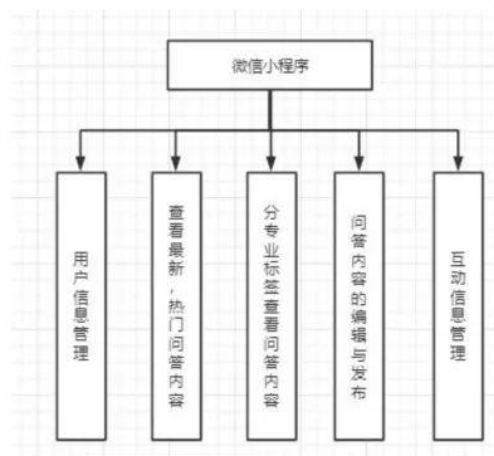 微信小程序
用户信息管理
查看最新，热门问答内容
分专业标签查看问答内容
问答内容的编辑与发布
互动信息管理